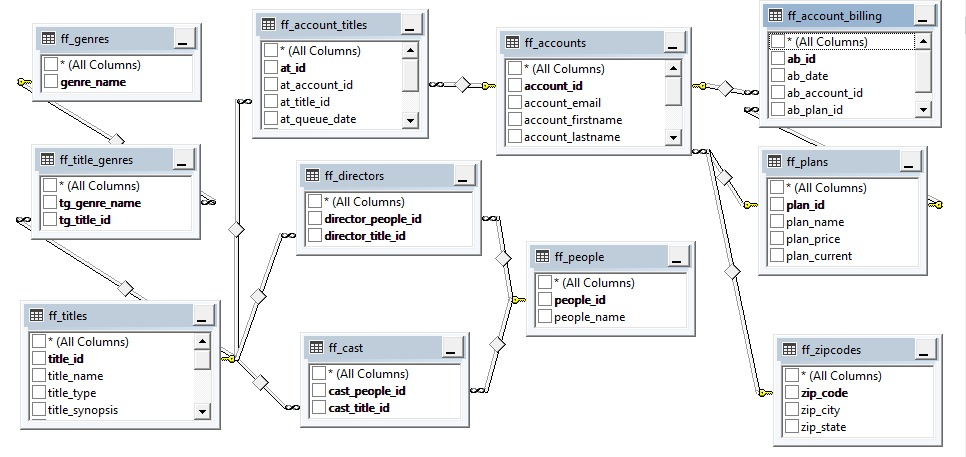 ff_genres
* (All Columns)
genre_name
ff_account_titles
* (All Columns)
at_id
at_account_id
at_title_id
at_queue_date
ff_accounts
* (All Columns)
account_id
account_email
account_firstname
account_lastname
ff_account_billing
* (All Columns)
ab_id
ab_date
ab_account_id
ab_plan_id
ff_title_genres
* (All Columns)
tg_genre_name
tg_title_id
ff_directors
* (All Columns)
director_people_id
director_title_id
ff_plans
* (All Columns)
plan_id
plan_name
plan_price
plan_current
ff_people
* (All Columns)
people_id
people_name
ff_titles
* (All Columns)
title_id
title_name
title_type
title_synopsis
ff_cast
* (All Columns)
cast_people_id
cast_title_id
ff_zipcodes
* (All Columns)
zip_code
zip_city
zip_state